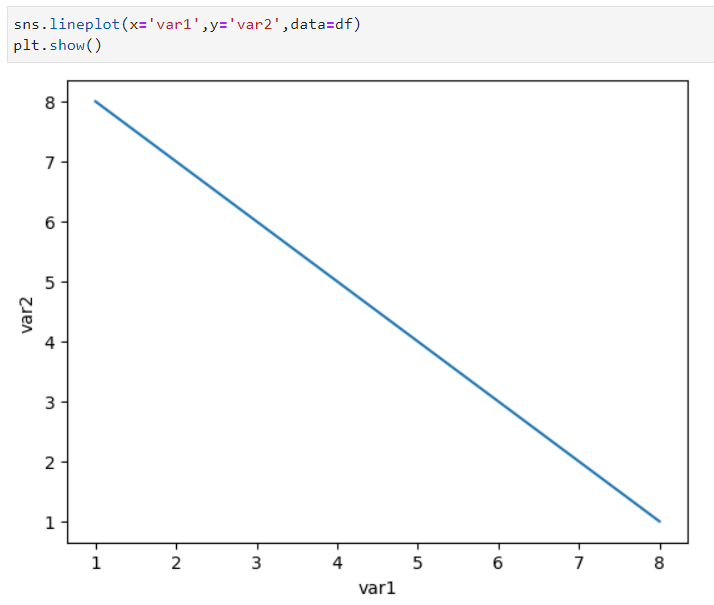 sns.lineplot(x='var1',y='var2',data=df)
plt.show()
8
7
6
5
4
3
2
1
var2
1 2 3 4 5 6 7 8
var1